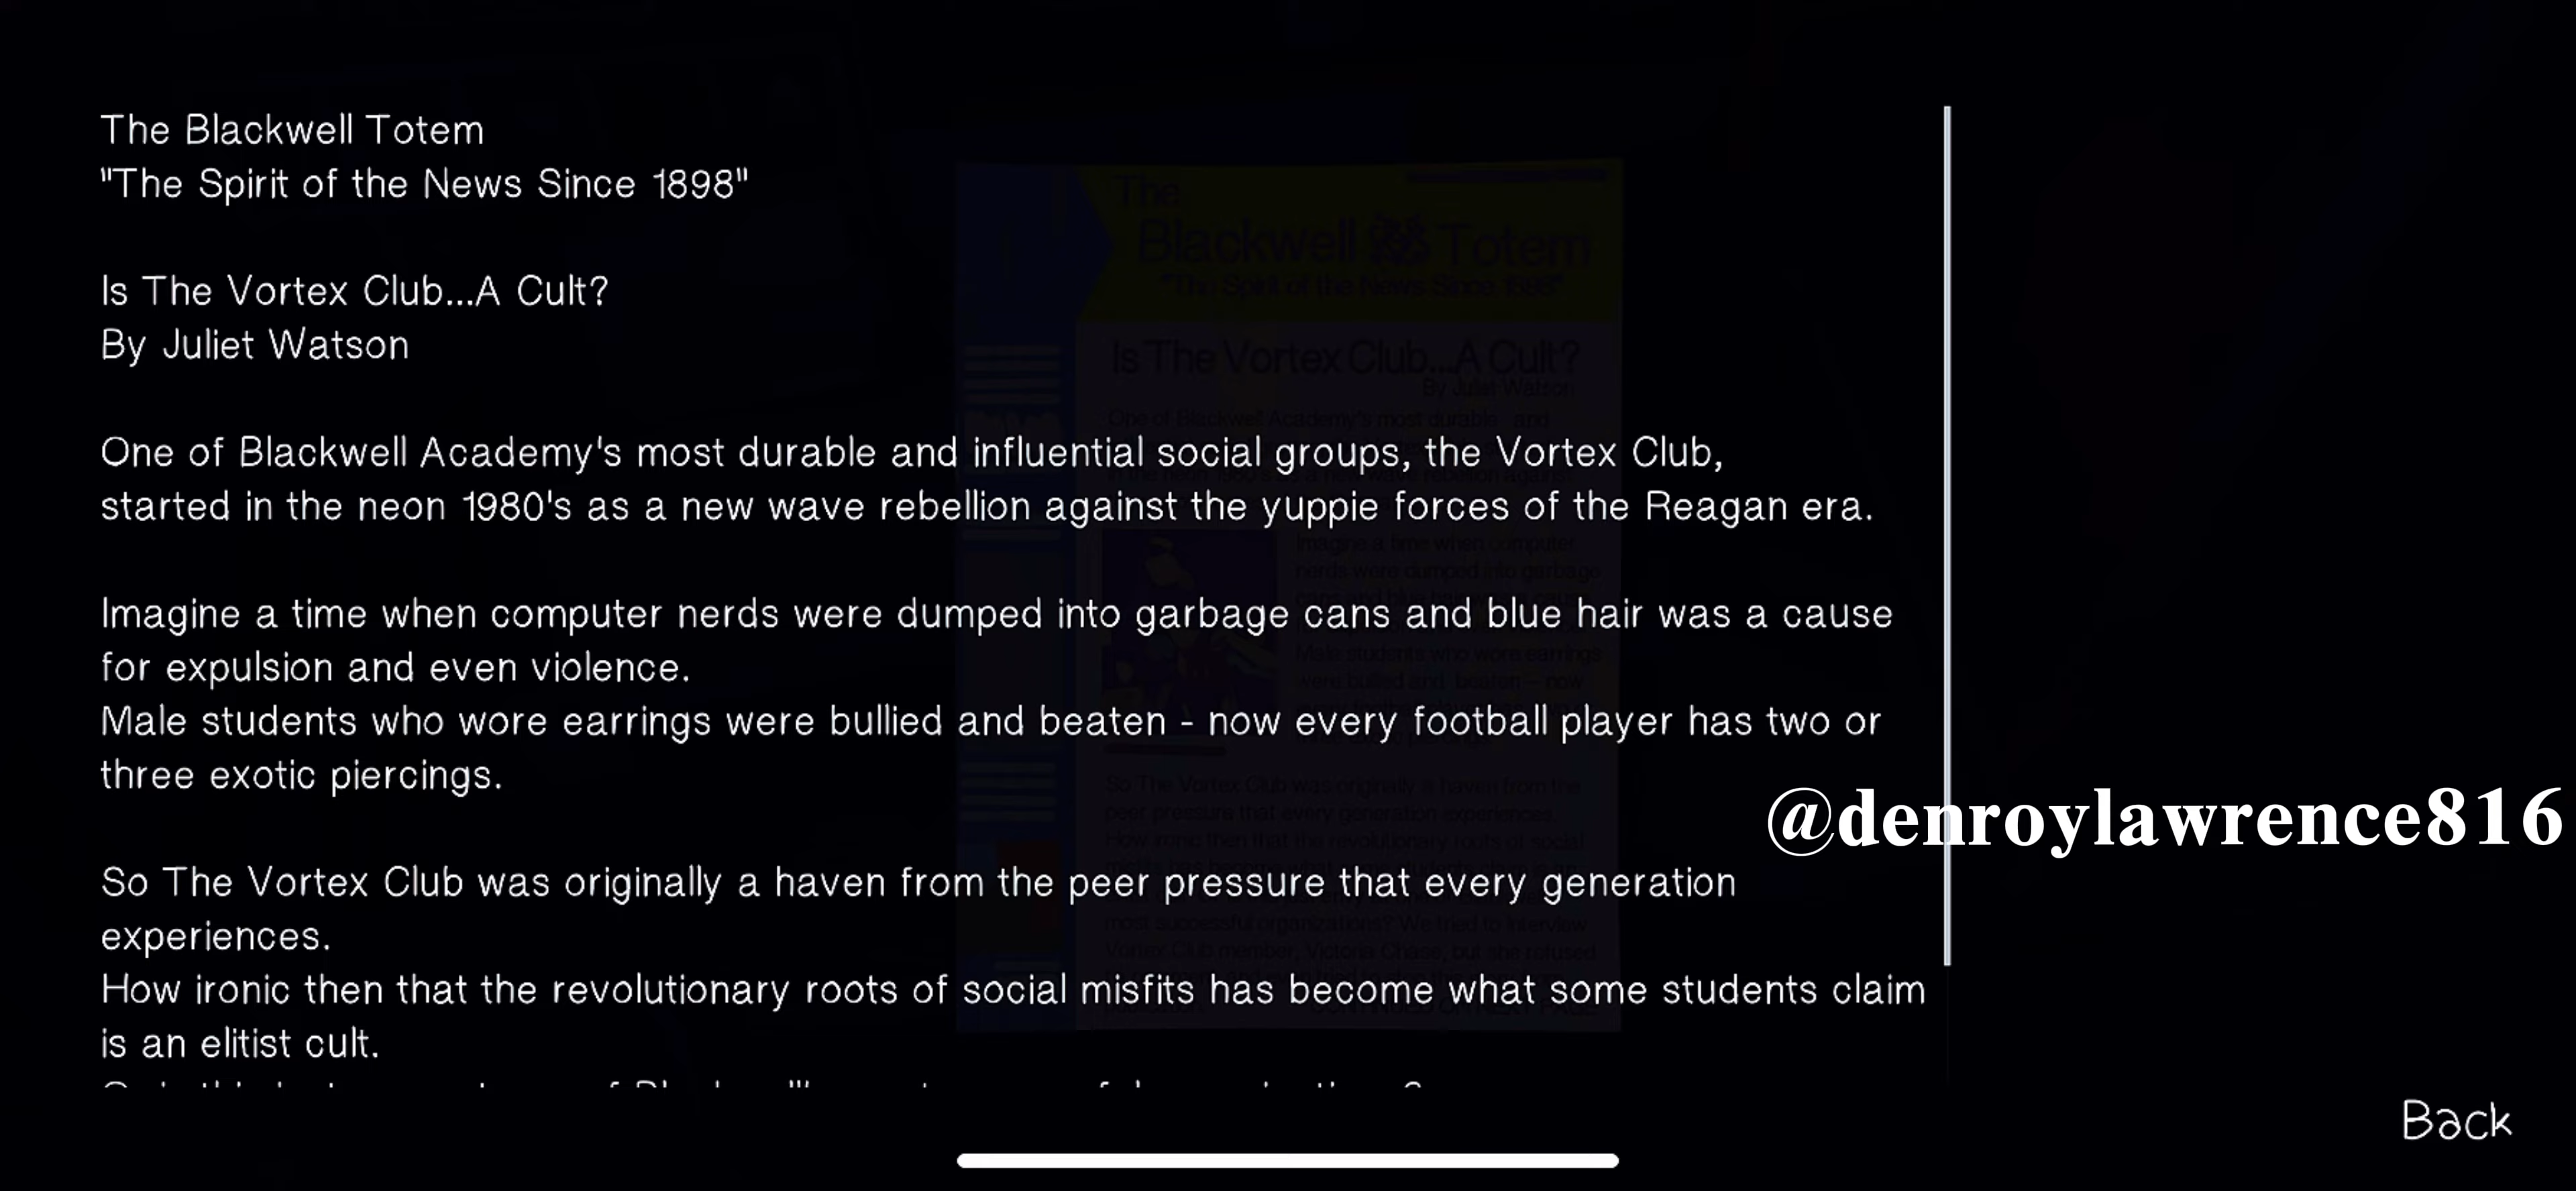 The Blackwell Totem
"The Spirit of the News Since 1898"
Is The Vortex Club...A Cult?
By Juliet Watson
One of Blackwell Academy's most durable and influential social groups, the Vortex Club,
started in the neon 1980's as a new wave rebellion against the yuppie forces of the Reagan era.
Imagine a time when computer nerds were dumped into garbage cans and blue hair was a cause
for expulsion and even violence.
Male students who wore earrings were bullied and beaten - now every football player has two or
three exotic piercings.
@denroylawrence816
So The Vortex Club was originally a haven from the peer pressure that every generation
experiences.
How ironic then that the revolutionary roots of social misfits has become what some students claim
is an elitist cult.
Back